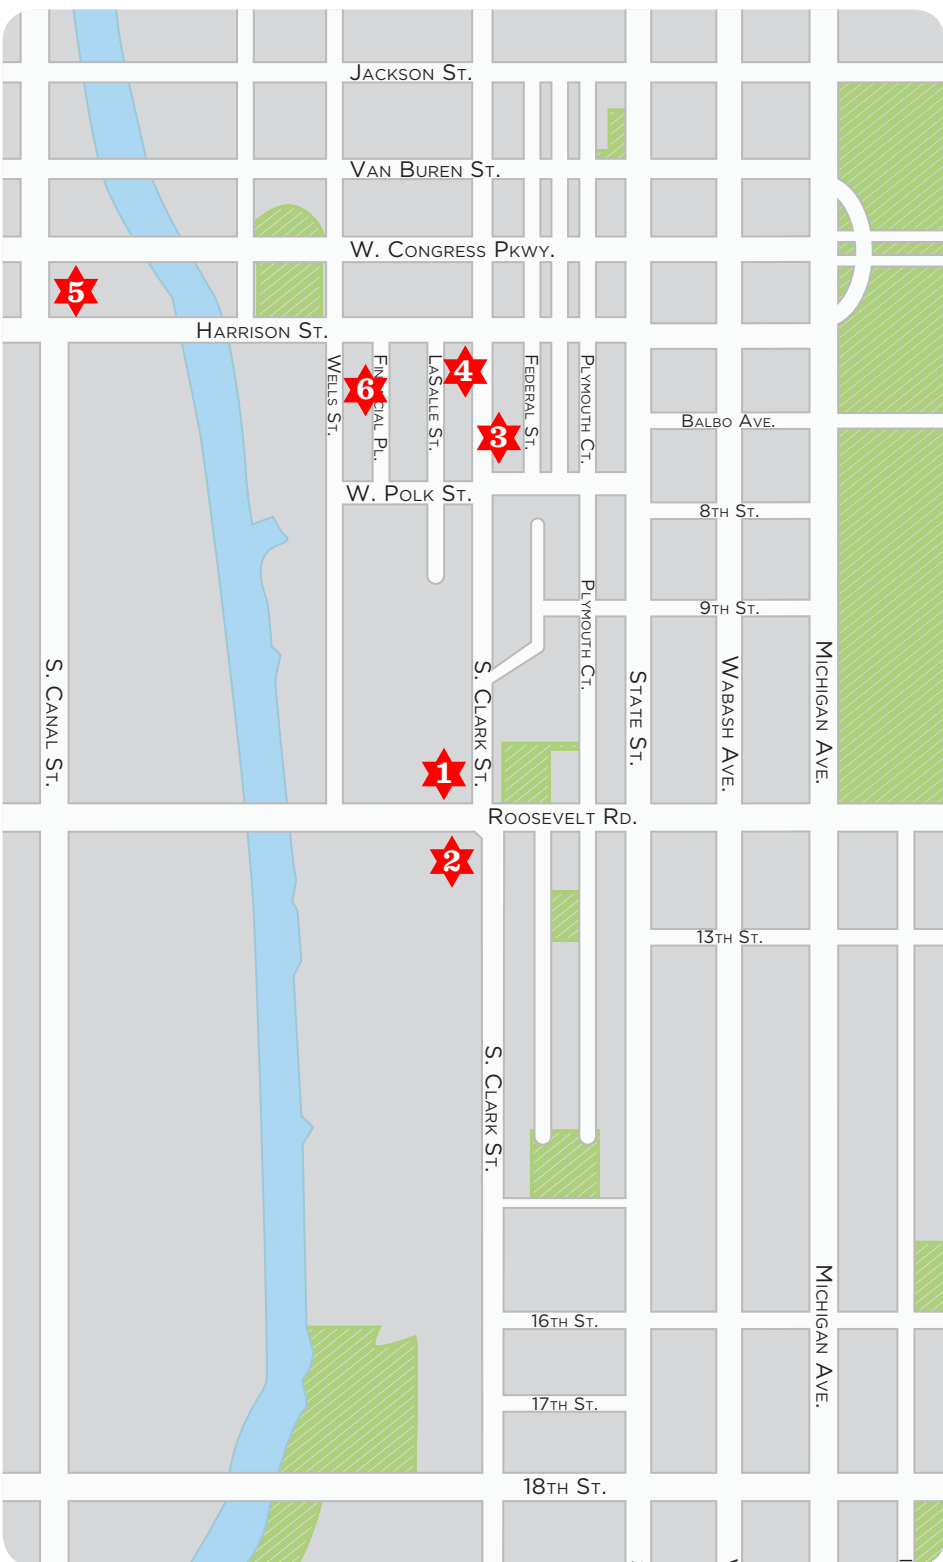 Jackson St.
Van Buren St.
W. Congress Pkwy.
5
Harrison St.
Wells St.
6
LaSalle St.
4
3
Federal St.
Plymouth Ct.
Balbo Ave.
W. Polk St.
8th St.
Plymouth Ct.
9th St.
S. Canal St.
S. Clark St.
State St.
Wabash Ave.
Michigan Ave.
1
Roosevelt Rd.
2
13th St.
S. Clark St.
Michigan Ave.
16th St.
17th St.
18th St.